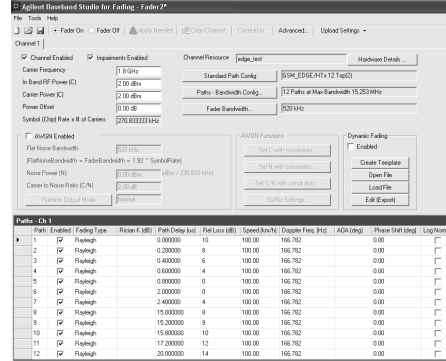 Agilent Baseband Studio for Fading - Fader2*
File Tools Help
Fader On Fader Off Apply Needed Copy Channel Correlation... Advanced... Upload Settings
Channel 1
Channel Enabled Impairments Enabled Channel Resource edge_test Hardware Details ...
Carrier Frequency 1.8 GHz Standard Path Config GSM_EDGE/HTx 12 Tap(2)
In Band RF Power (C) 2.00 dBm
Carrier Power (C) 2.00 dBm Paths - Bandwidth Config... 12 Paths at Max Bandwidth 15.253 MHz
Power Offset 0.00 dB Fader Bandwidth... 520 kHz
Symbol (Chip) Rate x # of Carriers 270.833333 kHz
AWGN Enabled AWGN Functions Dynamic Fading
Flat Noise Bandwidth 520 kHz Set C with constraints... Enabled
(FlatNoiseBandwidth = FaderBandwidth = 1.92 * SymbolRate) Set N with constraints... Create Template
Noise Power (N) 0.00 dBm (dBm / 270.833 kHz) Open File
Carrier to Noise Ratio (C/N) 2.00 dB Set C/N with constraints... Load File
Runtime Output Mode Normal Eb/No Settings... Edit (Export)
Paths - Ch 1
Path Enabled Fading Type Rician K (dB) Path Delay (us) Rel.Loss (dB) Speed (km/h) Doppler Freq. (Hz) AOA (deg) Phase Shift (deg) Log Norm
1 Rayleigh 0.000000 10 100.00 166.782 0.00
2 Rayleigh 0.200000 8 100.00 166.782 0.00
3 Rayleigh 0.400000 6 100.00 166.782 0.00
4 Rayleigh 0.600000 4 100.00 166.782 0.00
5 Rayleigh 0.800000 0 100.00 166.782 0.00
6 Rayleigh 2.000000 0 100.00 166.782 0.00
7 Rayleigh 2.400000 4 100.00 166.782 0.00
8 Rayleigh 15.000000 8 100.00 166.782 0.00
9 Rayleigh 15.200000 9 100.00 166.782 0.00
10 Rayleigh 15.800000 10 100.00 166.782 0.00
11 Rayleigh 17.200000 12 100.00 166.782 0.00
12 Rayleigh 20.000000 14 100.00 166.782 0.00